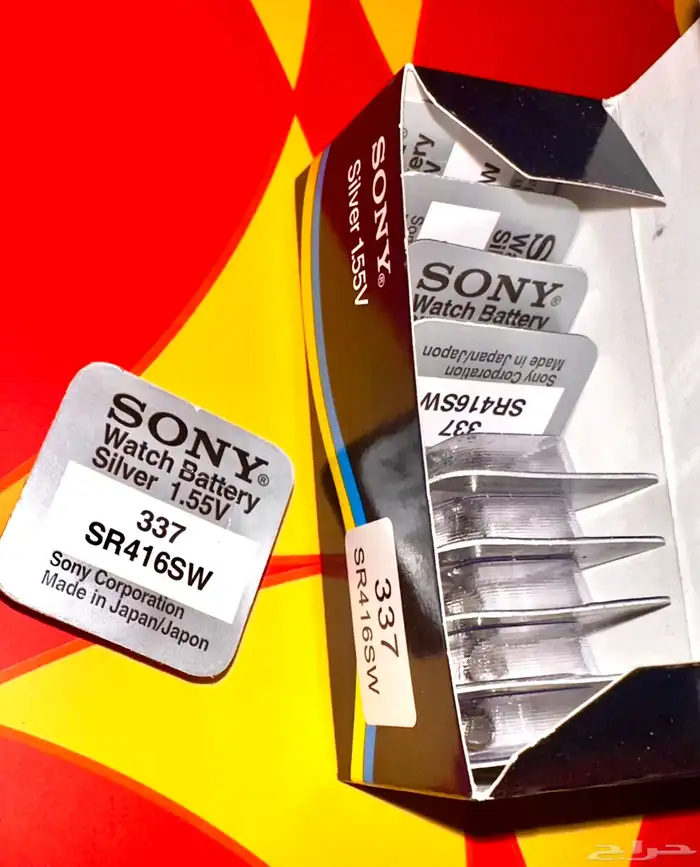 SONY®
Watch Battery
Silver 1.55V
337
SR416SW
Sony Corporation
Made in Japan/Japon
SONY®
Silver 1.55V
337
SR416SW
SONY®
Watch Battery
Sony Corporation
Made in Japan/Japon
337
SR416SW
حراج